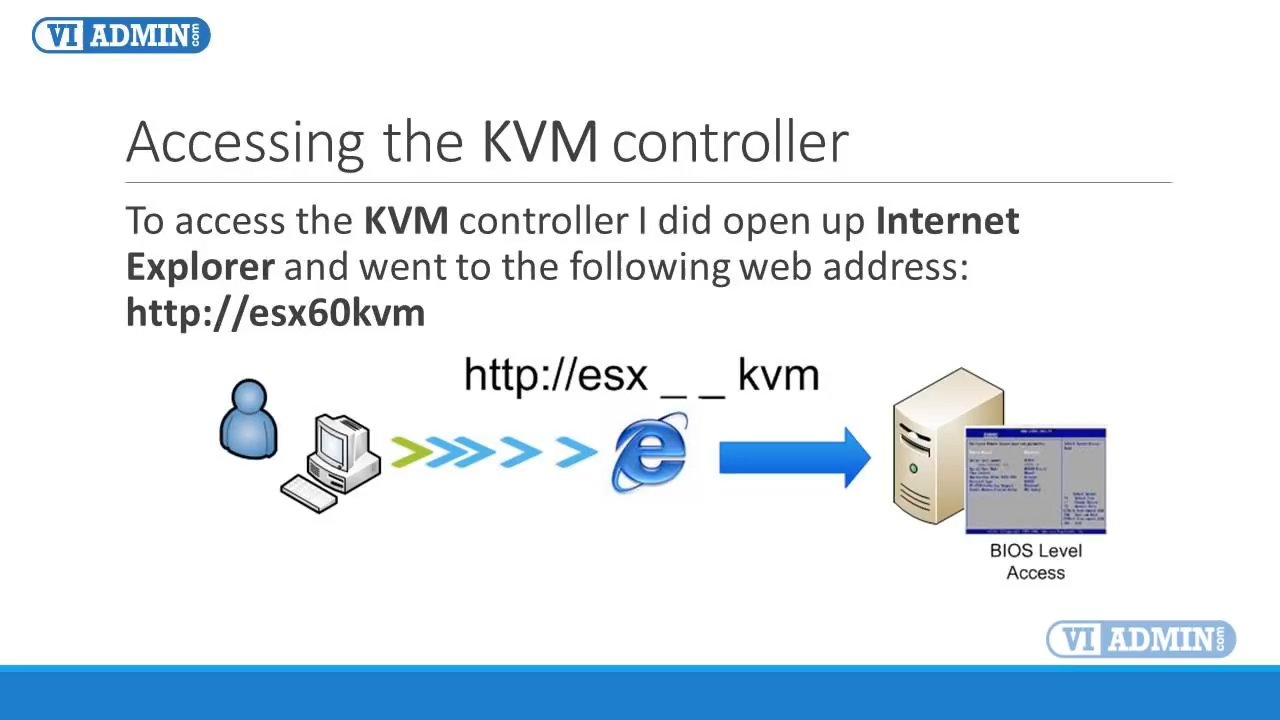 VI ADMIN.com
Accessing the KVM controller
To access the KVM controller I did open up Internet
Explorer and went to the following web address:
http://esx60kvm
http://esx _ _ kvm
BIOS Level
Access
VI ADMIN.com